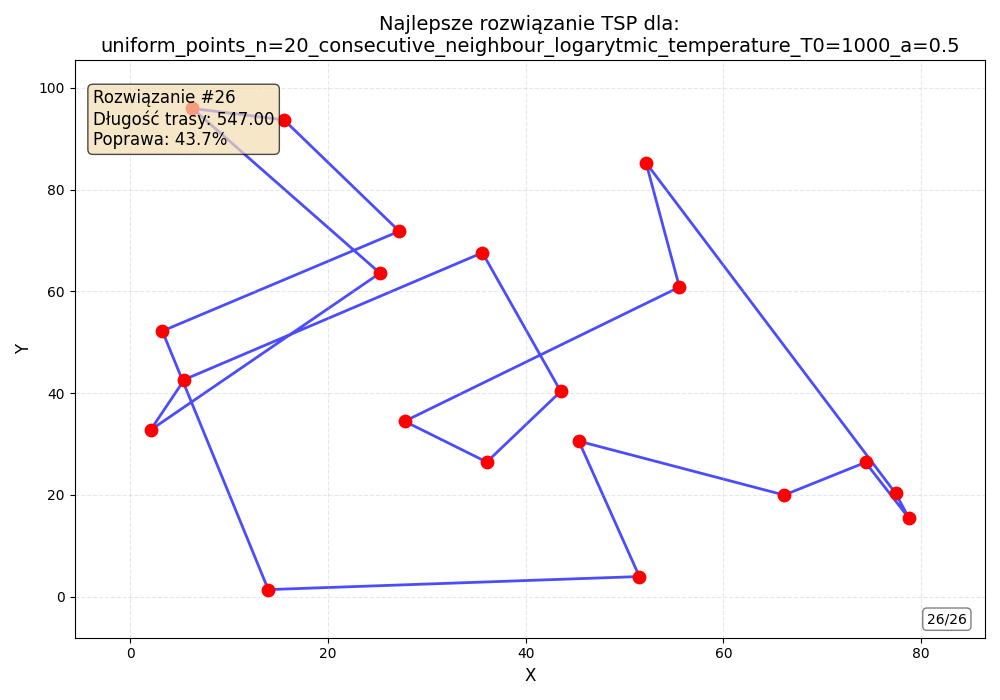 Najlepsze rozwiązanie TSP dla:
uniform_points_n=20_consecutive_neighbour_logarytmic_temperature_T0=1000_a=0.5
Rozwiązanie #26
Długość trasy: 547.00
Poprawa: 43.7%
100
80
60
40
20
0
Y
26/26
0 20 40 60 80
X